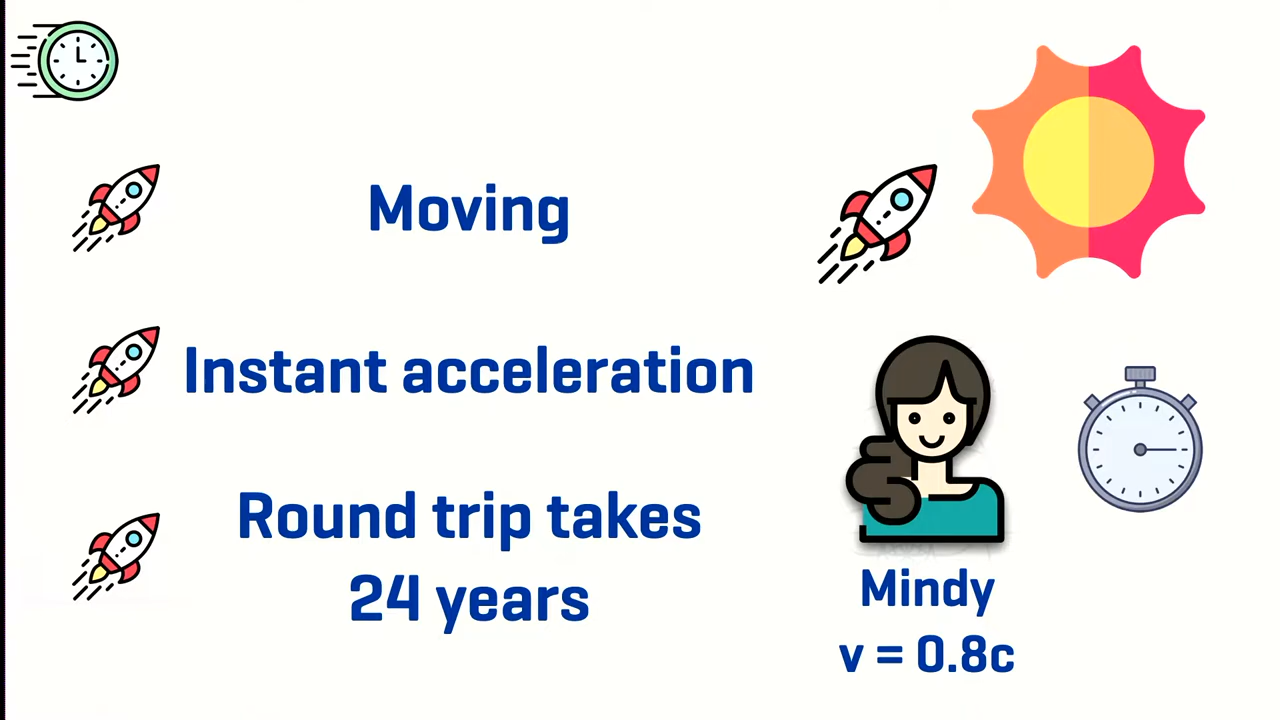 Moving
Instant acceleration
Round trip takes
24 years
Mindy
v = 0.8c